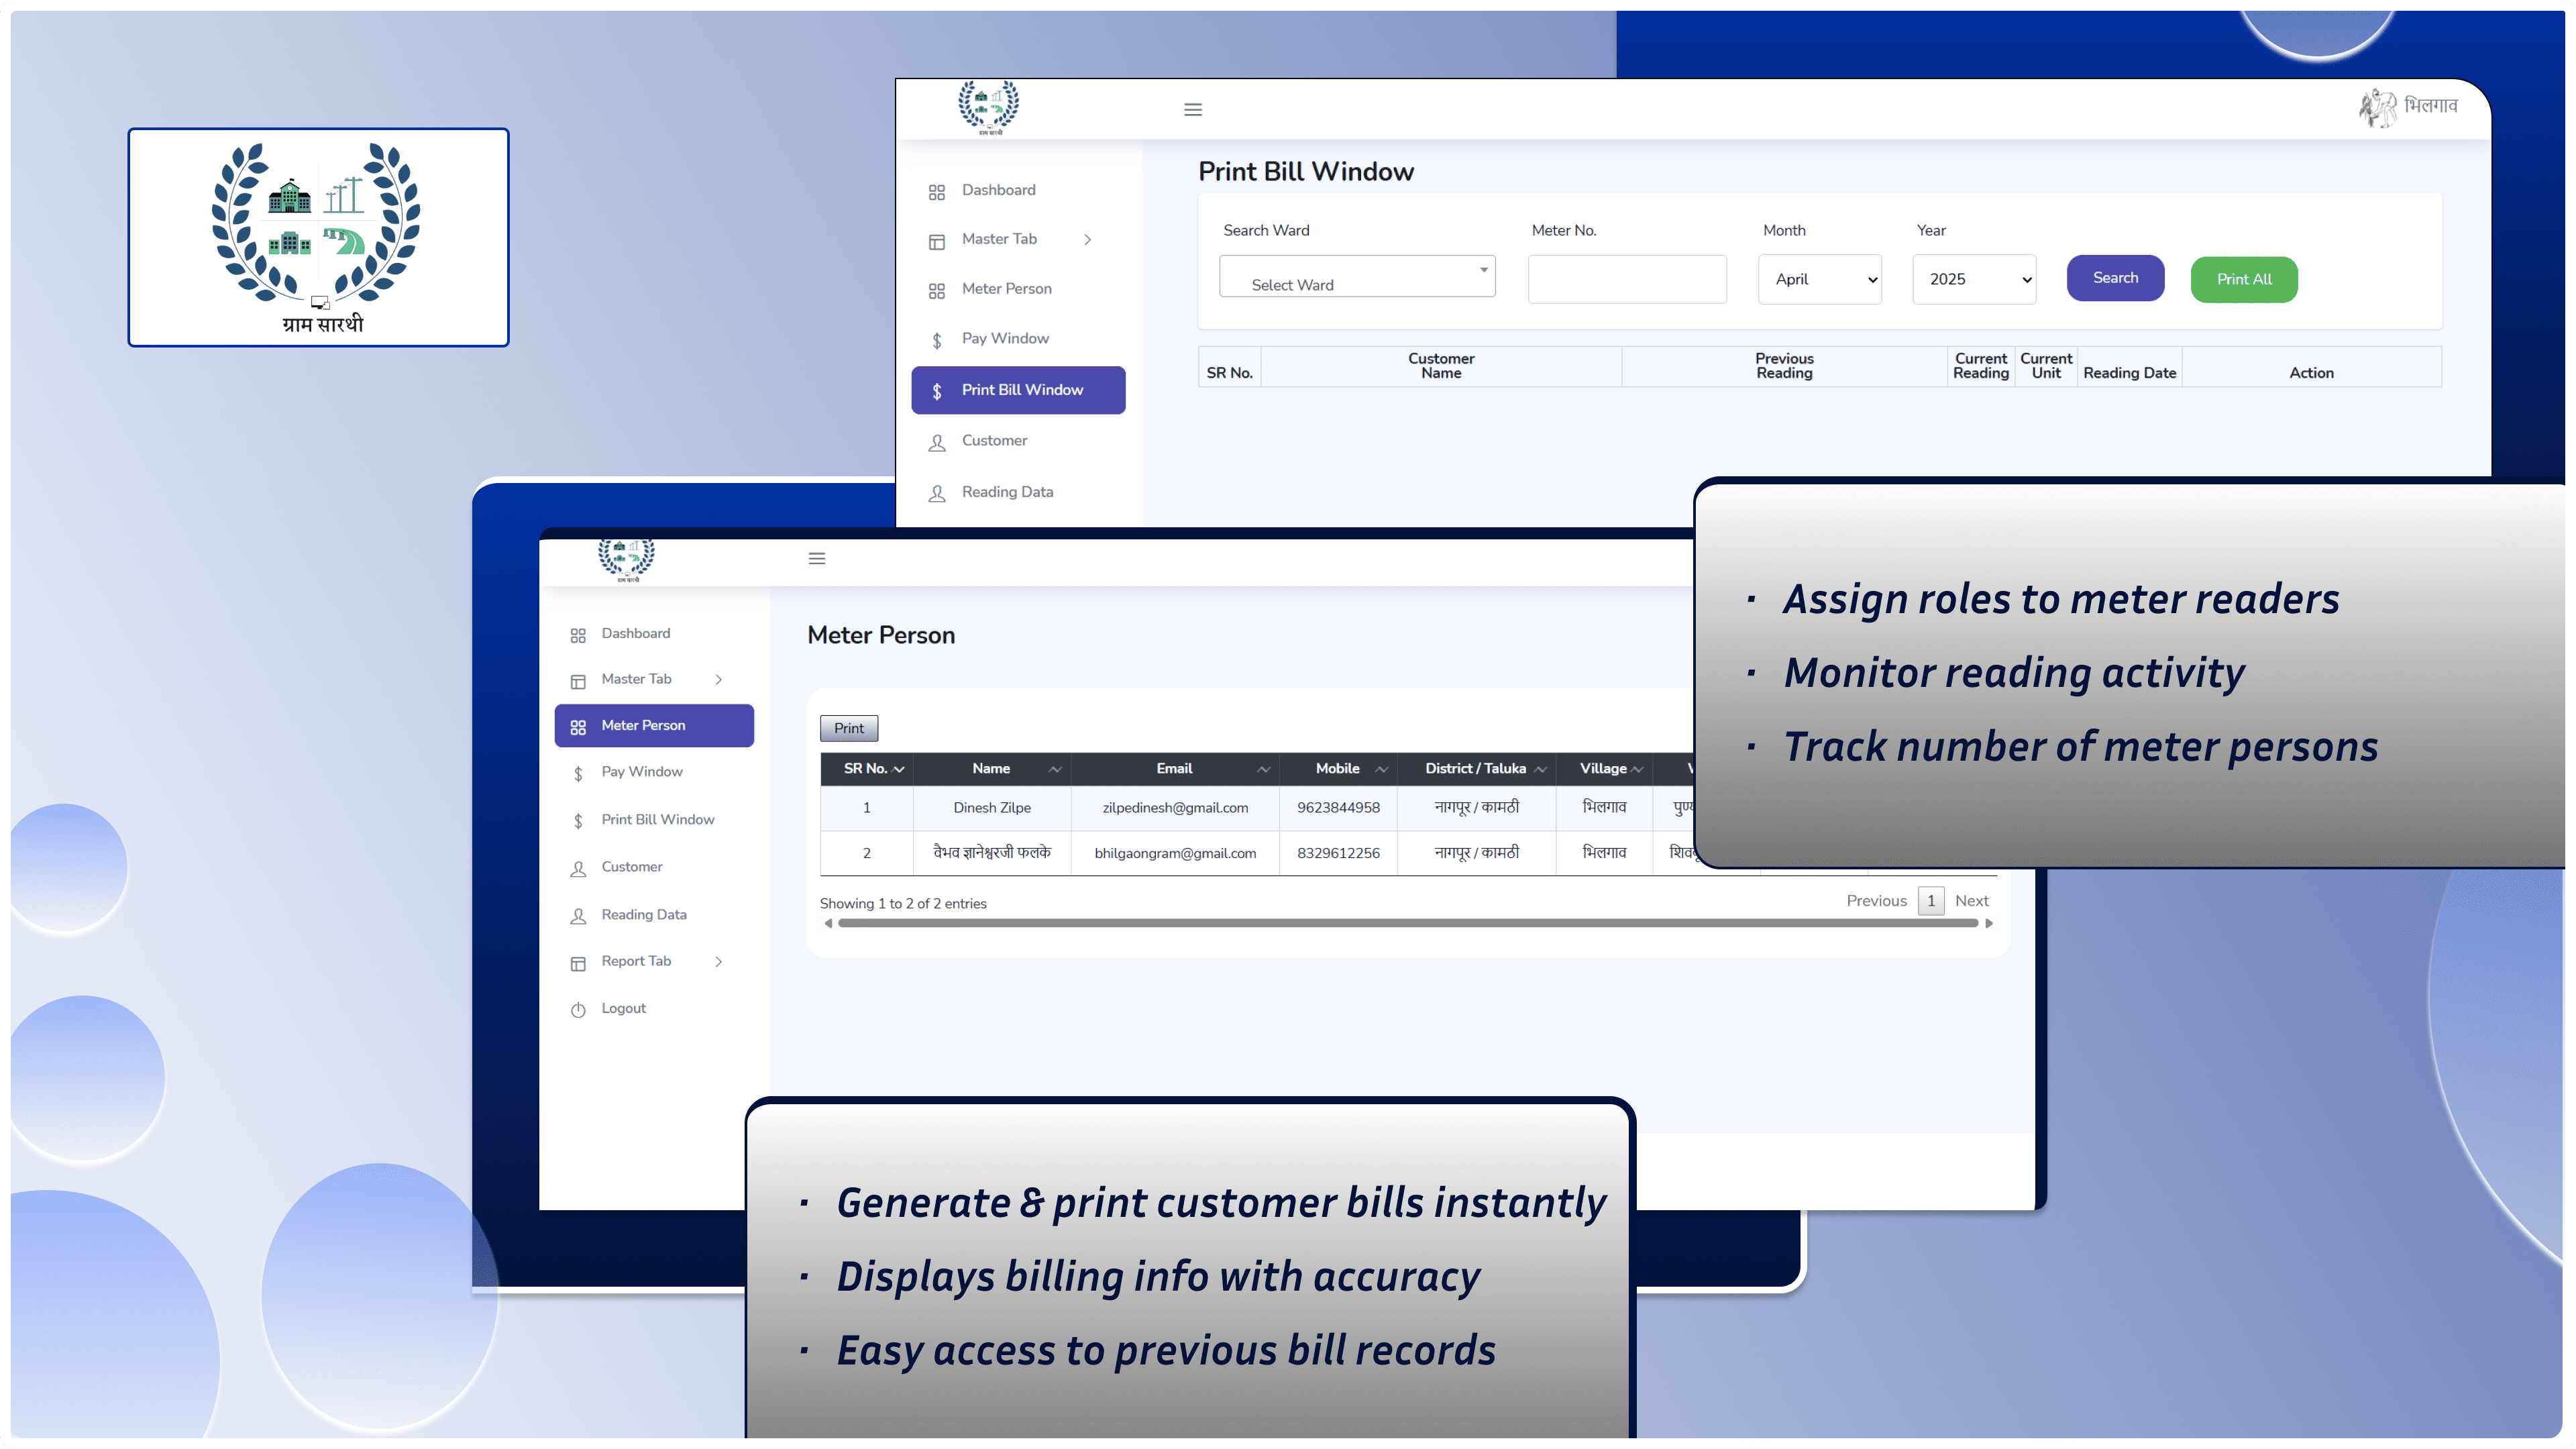 ग्राम सारथी
ग्राम सारथी
भिलगाव
Dashboard
Master Tab
Meter Person
Pay Window
Print Bill Window
Customer
Reading Data
Print Bill Window
Search Ward
Meter No.
Month
Year
Select Ward
April
2025
Search
Print All
SR No. Customer Name Previous Reading Current Reading Current Unit Reading Date Action
ग्राम सारथी
Dashboard
Master Tab
Meter Person
Pay Window
Print Bill Window
Customer
Reading Data
Report Tab
Logout
Meter Person
Print
SR No. Name Email Mobile District / Taluka Village
1 Dinesh Zilpe zilpedinesh@gmail.com 9623844958 नागपूर / कामठी भिलगाव
2 वैभव ज्ञानेश्वरजी फलके bhilgaongram@gmail.com 8329612256 नागपूर / कामठी भिलगाव
Showing 1 to 2 of 2 entries
Previous 1 Next
· Assign roles to meter readers
· Monitor reading activity
· Track number of meter persons
· Generate & print customer bills instantly
· Displays billing info with accuracy
· Easy access to previous bill records